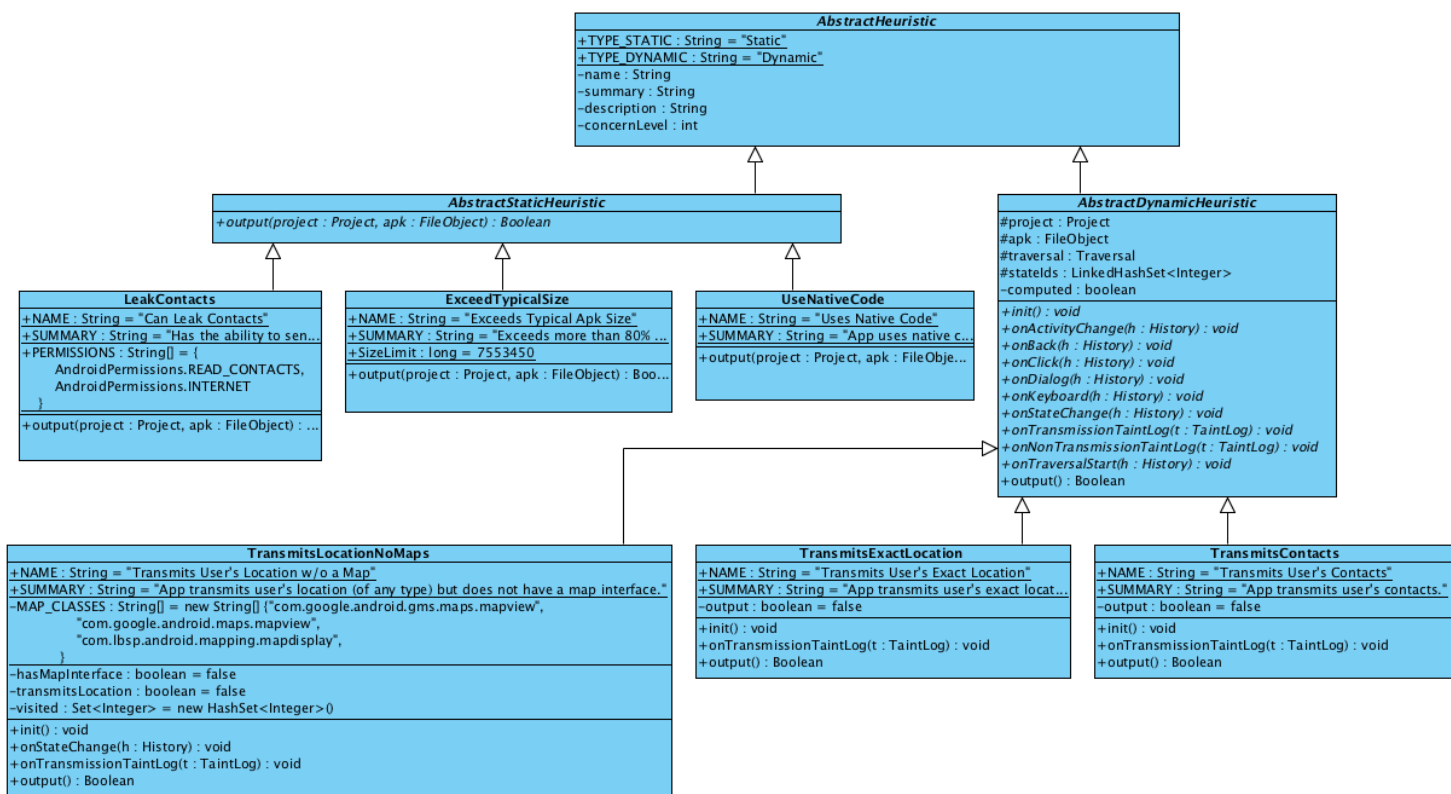 AbstractHeuristic
+TYPE_STATIC : String = "Static"
+TYPE_DYNAMIC : String = "Dynamic"
-name : String
-summary : String
-description : String
-concernLevel : int
AbstractStaticHeuristic
+output(project : Project, apk : FileObject) : Boolean
AbstractDynamicHeuristic
#project : Project
#apk : FileObject
#traversal : Traversal
#stateIds : LinkedHashSet<Integer>
-computed : boolean
+init() : void
+onActivityChange(h : History) : void
+onBack(h : History) : void
+onClick(h : History) : void
+onDialog(h : History) : void
+onKeyboard(h : History) : void
+onStateChange(h : History) : void
+onTransmissionTaintLog(t : TaintLog) : void
+onNonTransmissionTaintLog(t : TaintLog) : void
+onTraversalStart(h : History) : void
+output() : Boolean
LeakContacts
+NAME : String = "Can Leak Contacts"
+SUMMARY : String = "Has the ability to sen...
+PERMISSIONS : String[] = {
AndroidPermissions.READ_CONTACTS,
AndroidPermissions.INTERNET
}
+output(project : Project, apk : FileObject) : ...
ExceedTypicalSize
+NAME : String = "Exceeds Typical Apk Size"
+SUMMARY : String = "Exceeds more than 80% ...
+SizeLimit : long = 7553450
+output(project : Project, apk : FileObject) : Boo...
UseNativeCode
+NAME : String = "Uses Native Code"
+SUMMARY : String = "App uses native c...
+output(project : Project, apk : FileObje...
TransmitsLocationNoMaps
+NAME : String = "Transmits User's Location w/o a Map"
+SUMMARY : String = "App transmits user's location (of any type) but does not have a map interface."
-MAP_CLASSES : String[] = new String[] {"com.google.android.gms.maps.mapview",
"com.google.android.maps.mapview",
"com.lbsp.android.mapping.mapdisplay",
}
-hasMapInterface : boolean = false
-transmitsLocation : boolean = false
-visited : Set<Integer> = new HashSet<Integer>()
+init() : void
+onStateChange(h : History) : void
+onTransmissionTaintLog(t : TaintLog) : void
+output() : Boolean
TransmitsExactLocation
+NAME : String = "Transmits User's Exact Location"
+SUMMARY : String = "App transmits user's exact locat...
-output : boolean = false
+init() : void
+onTransmissionTaintLog(t : TaintLog) : void
+output() : Boolean
TransmitsContacts
+NAME : String = "Transmits User's Contacts"
+SUMMARY : String = "App transmits user's contacts."
-output : boolean = false
+init() : void
+onTransmissionTaintLog(t : TaintLog) : void
+output() : Boolean